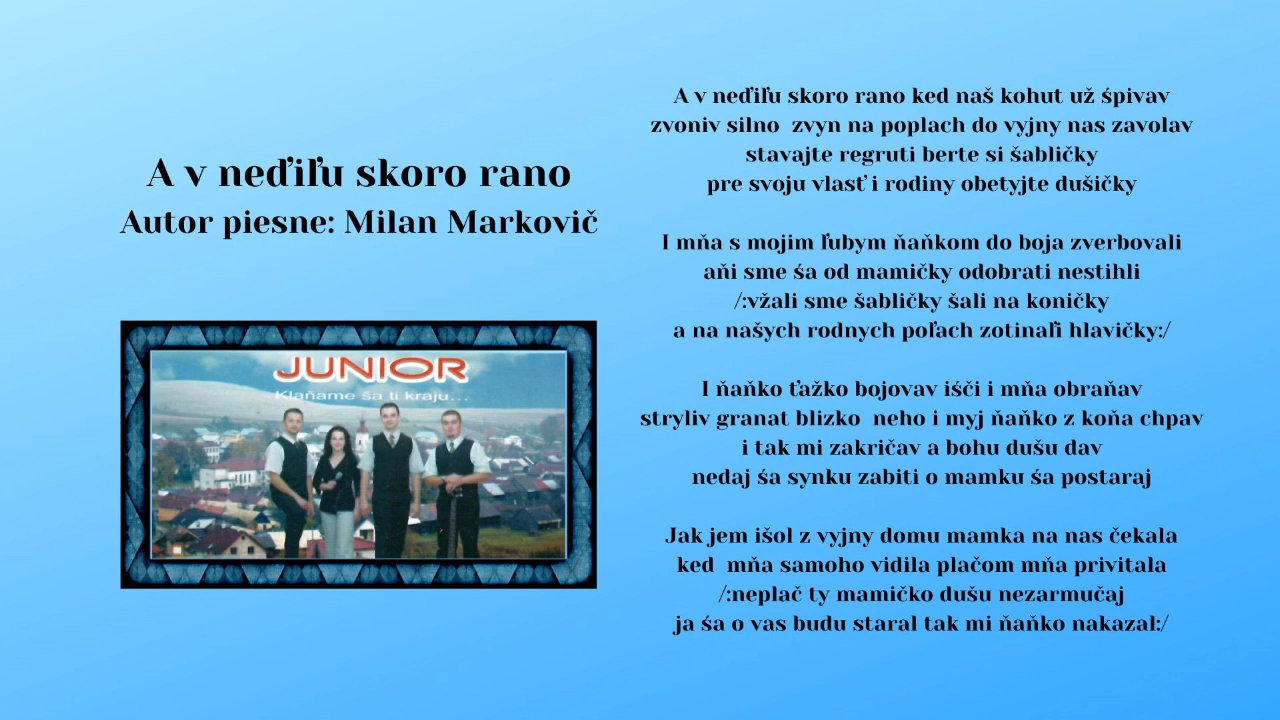 A v neďiľu skoro rano
Autor piesne: Milan Markovič
JUNIOR
Klaňame śa ti kraju...
A v neďiľu skoro rano ked naš kohut už śpivav
zvoniv silno zvyn na poplach do vyjny nas zavolav
stavajte regruti berte si šabličky
pre svoju vlasť i rodiny obetyjte dušičky
I mňa s mojim ľubym ňaňkom do boja zverbovali
aňi sme śa od mamičky odobrati nestihli
/:vžali sme šabličky šali na koničky
a na našych rodnych poľach zotinaľi hlavičky:/
I ňaňko ťažko bojovav iśči i mňa obraňav
stryliv granat blizko neho i myj ňaňko z koňa chpav
i tak mi zakričav a bohu dušu dav
nedaj śa synku zabiti o mamku śa postaraj
Jak jem išol z vyjny domu mamka na nas čekala
ked mňa samoho vidila plačom mňa privitala
/:neplač ty mamičko dušu nezarmučaj
ja śa o vas budu staral tak mi ňaňko nakazal:/